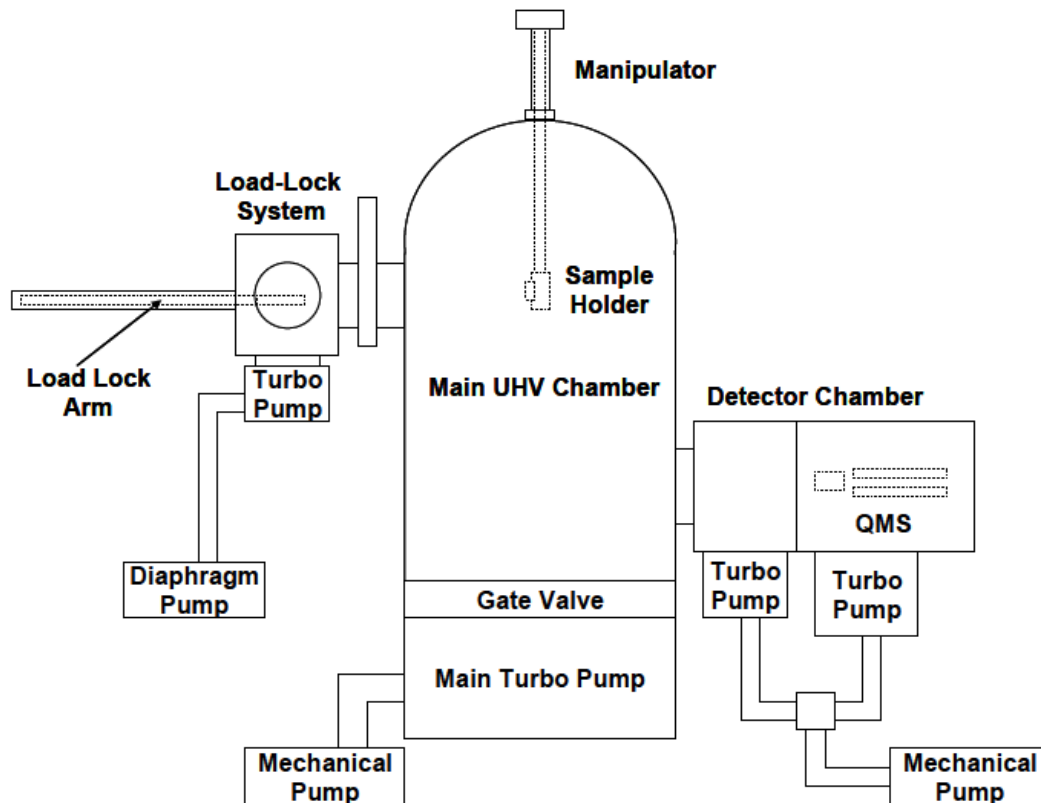 Manipulator
Load-Lock
System
Sample
Holder
Load Lock
Arm
Turbo
Pump
Main UHV Chamber
Detector Chamber
QMS
Diaphragm
Pump
Gate Valve
Turbo
Pump
Turbo
Pump
Main Turbo Pump
Mechanical
Pump
Mechanical
Pump